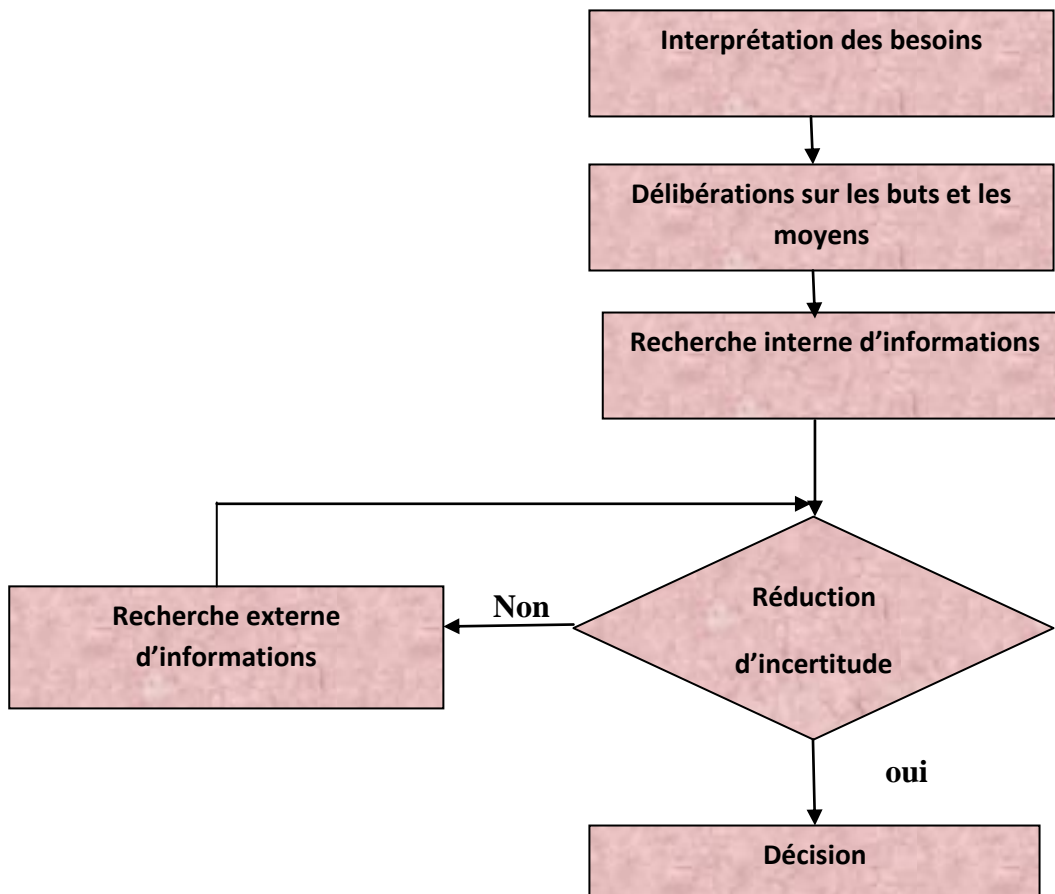 Interprétation des besoins
Délibérations sur les buts et les
moyens
Recherche interne d’informations
Réduction
d’incertitude
Non
Recherche externe
d’informations
oui
Décision